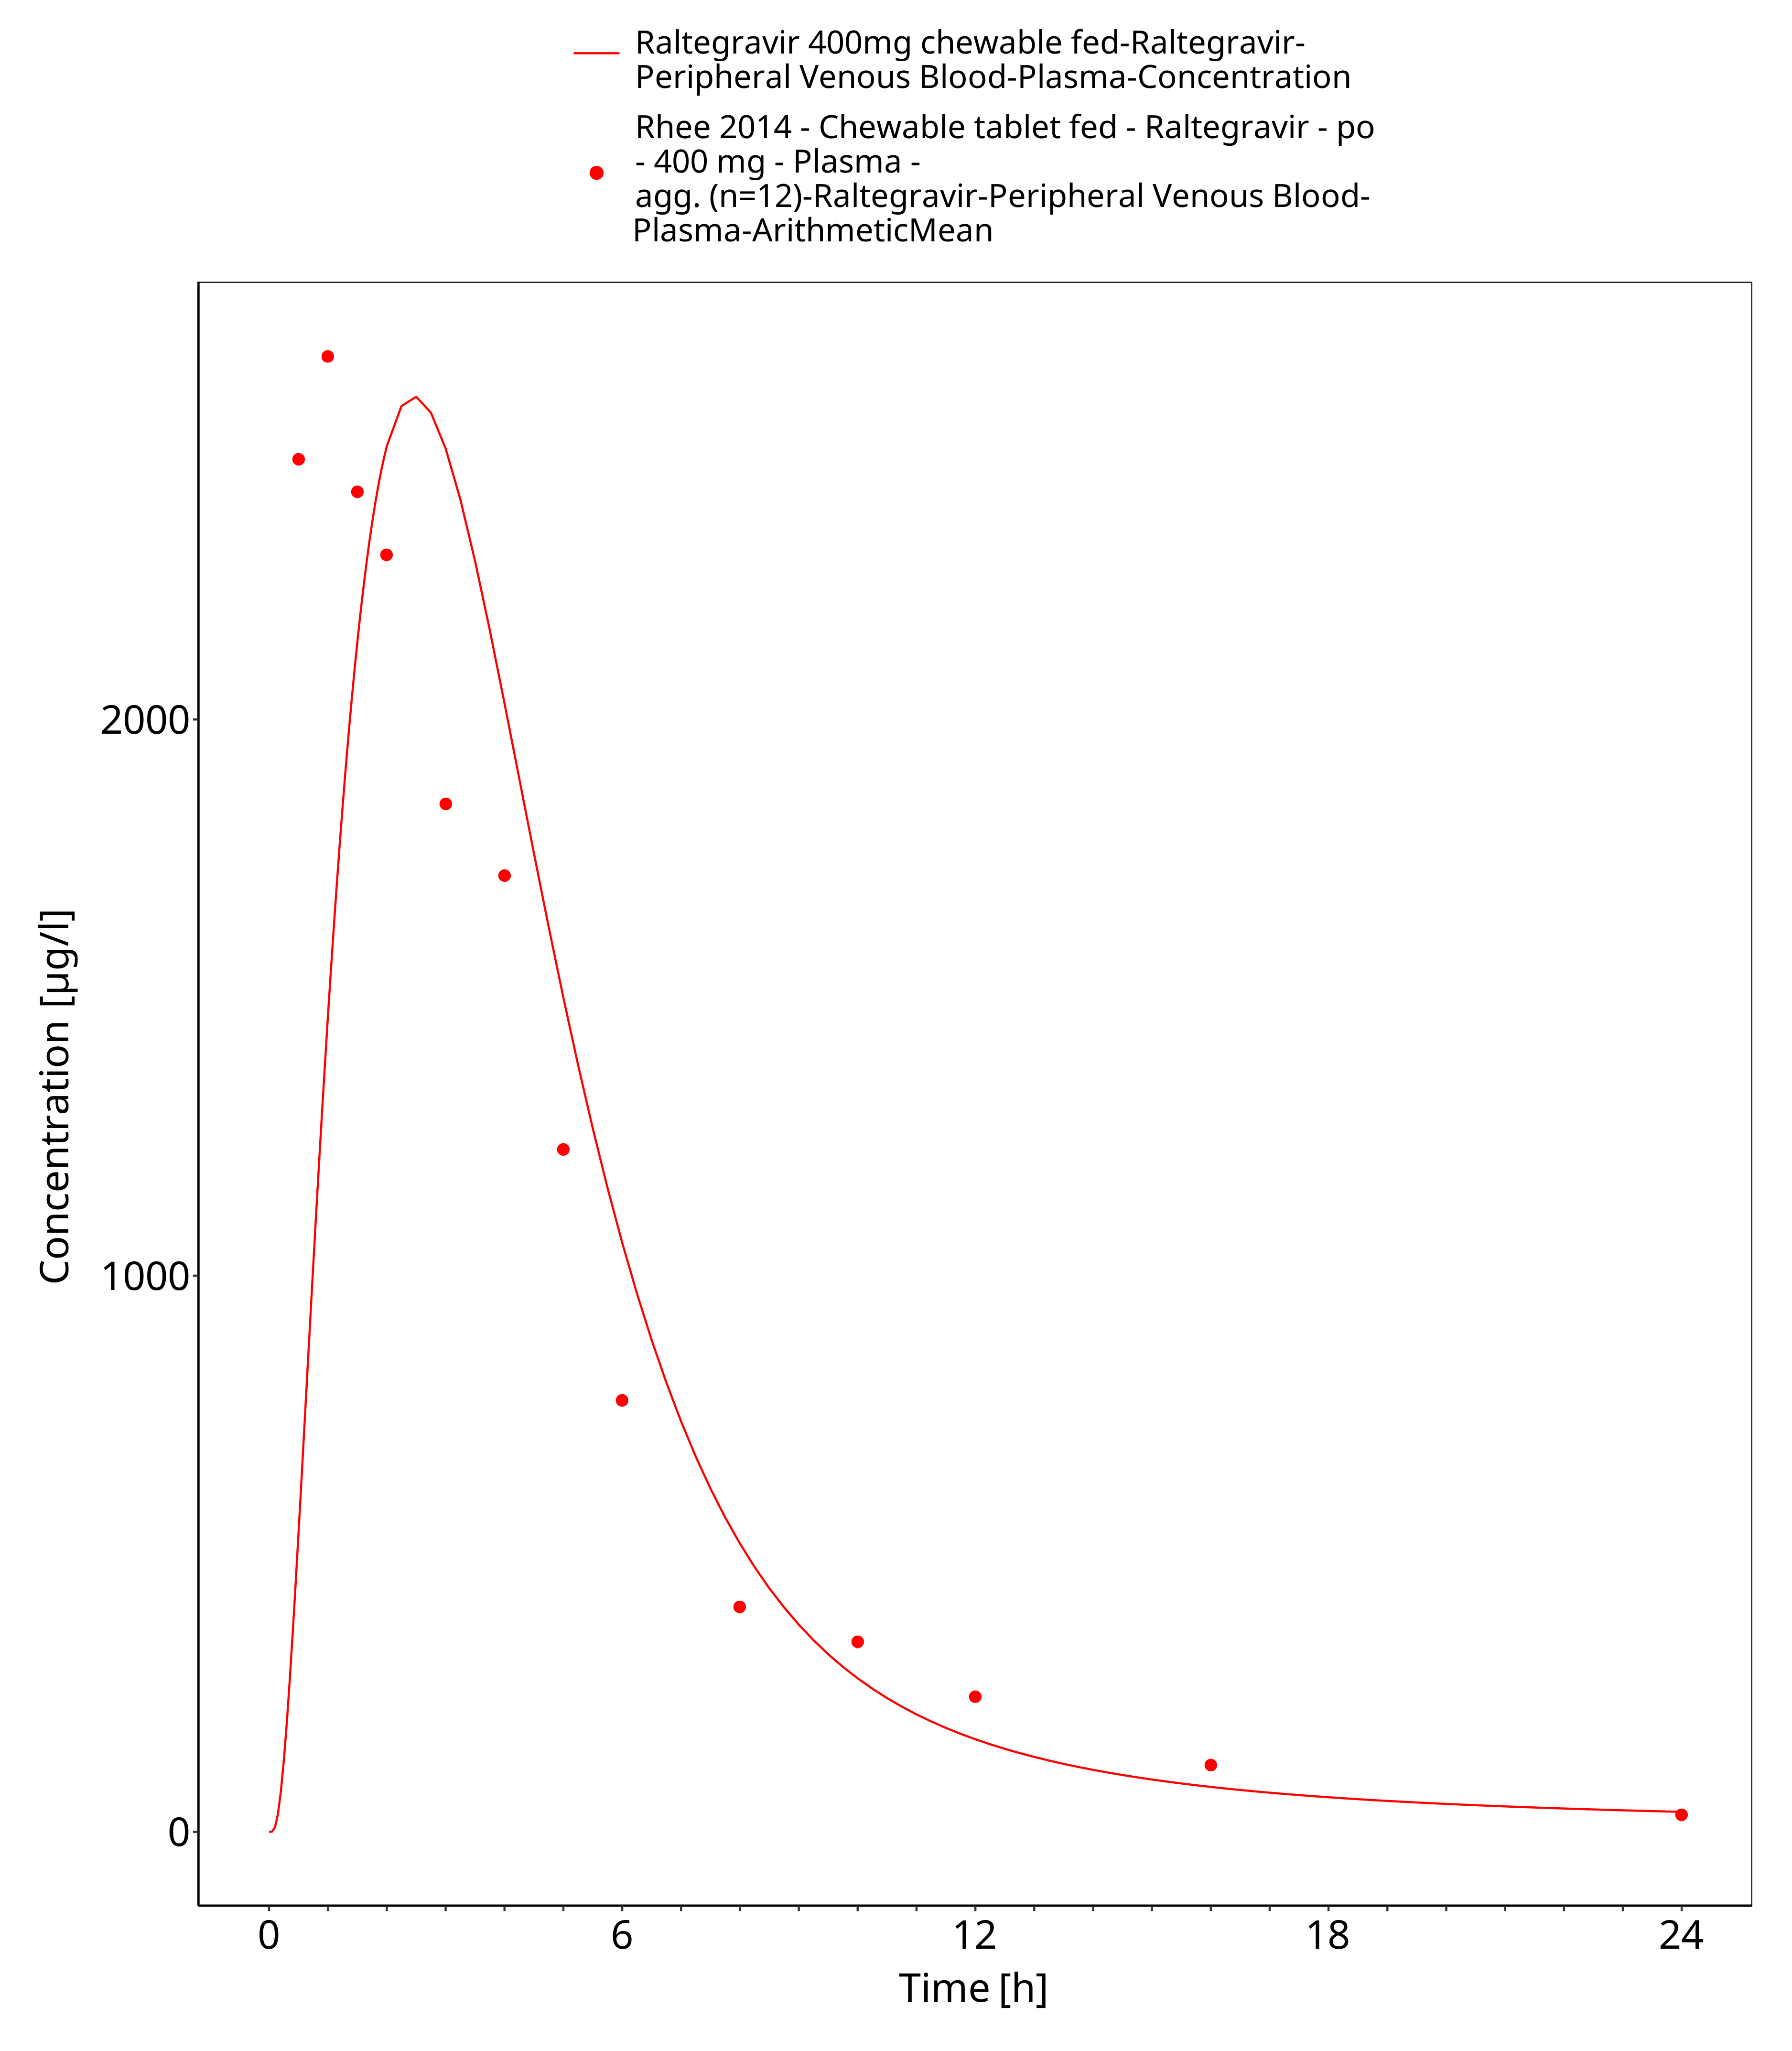 Raltegravir 400mg chewable fed-Raltegravir-
Peripheral Venous Blood-Plasma-Concentration
Rhee 2014 - Chewable tablet fed - Raltegravir - po
- 400 mg - Plasma -
agg. (n=12)-Raltegravir-Peripheral Venous Blood-
Plasma-ArithmeticMean
Concentration [µg/l]
2000
1000
0
0 6 12 18 24
Time [h]